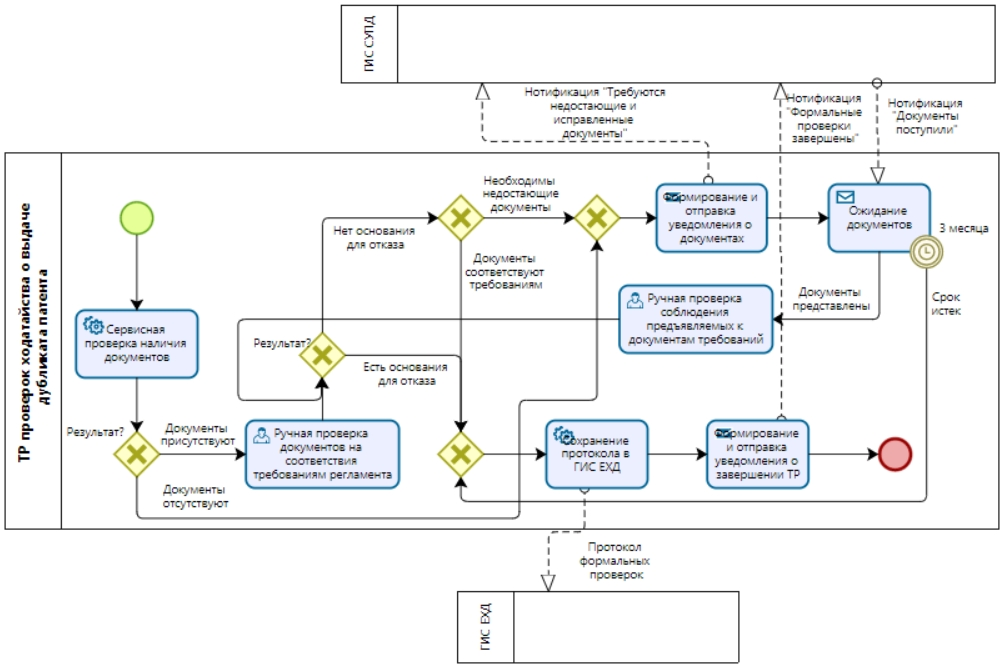 ГИС СУПД
Нотификация "Требуются
недостающие и
исправленные
документы"
Нотификация
"Формальные
проверки
завершены"
Нотификация
"Документы
поступили"
ТР проверок ходатайства о выдаче
дубликата патента
Необходимы
недостающие
документы
Нет основания
для отказа
Формирование и
отправка
уведомления о
документах
Ожидание
документов
3 месяца
Документы
соответствуют
требованиям
Документы
представлены
Срок
истек
Ручная проверка
соблюдения
предъявляемых к
документам требований
Сервисная
проверка наличия
документов
Результат?
Есть основания
для отказа
Результат?
Документы
присутствуют
Ручная проверка
документов на
соответствия
требованиям регламента
Сохранение
протокола в
ГИС ЕХД
Формирование
и отправка
уведомления о
завершении ТР
Документы
отсутствуют
Протокол
формальных
проверок
ГИС ЕХД